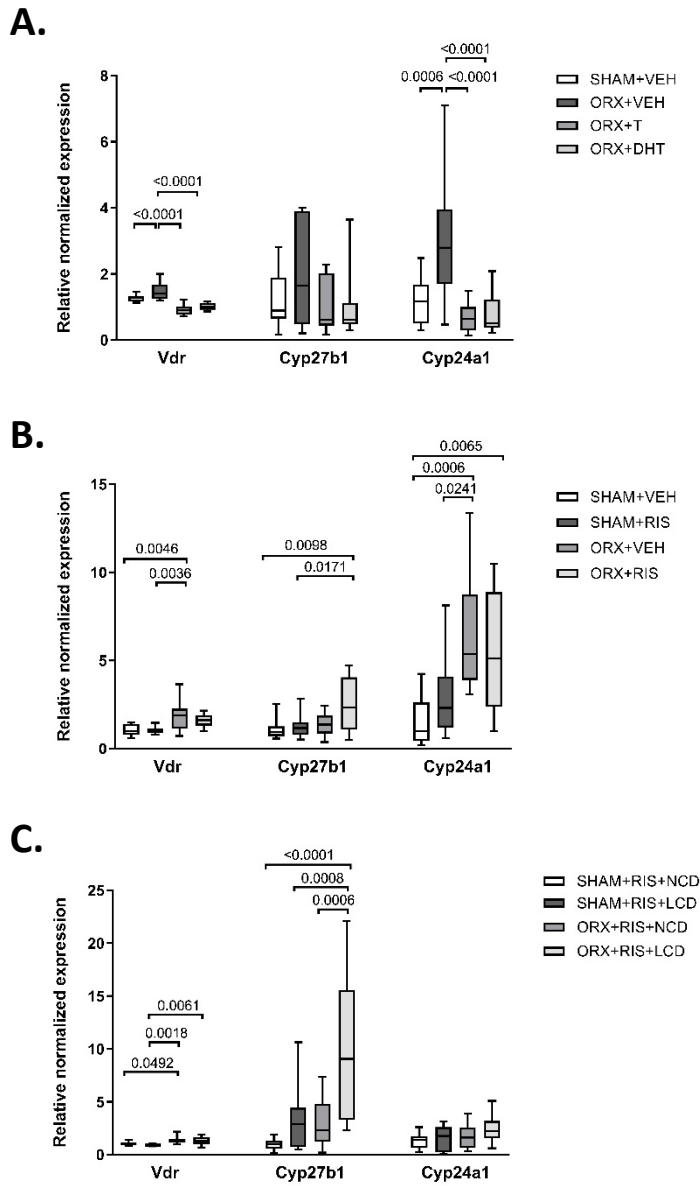 A.
<0.0001
0.0006 <0.0001
<0.0001
<0.0001
Relative normalized expression
8
6
4
2
0
Vdr Cyp27b1 Cyp24a1
SHAM+VEH
ORX+VEH
ORX+T
ORX+DHT
B.
0.0065
0.0006
0.0241
0.0046 0.0098
0.0036 0.0171
Relative normalized expression
15
10
5
0
Vdr Cyp27b1 Cyp24a1
SHAM+VEH
SHAM+RIS
ORX+VEH
ORX+RIS
C.
<0.0001
0.0008
0.0006
0.0061
0.0018
0.0492
Relative normalized expression
25
20
15
10
5
0
Vdr Cyp27b1 Cyp24a1
SHAM+RIS+NCD
SHAM+RIS+LCD
ORX+RIS+NCD
ORX+RIS+LCD